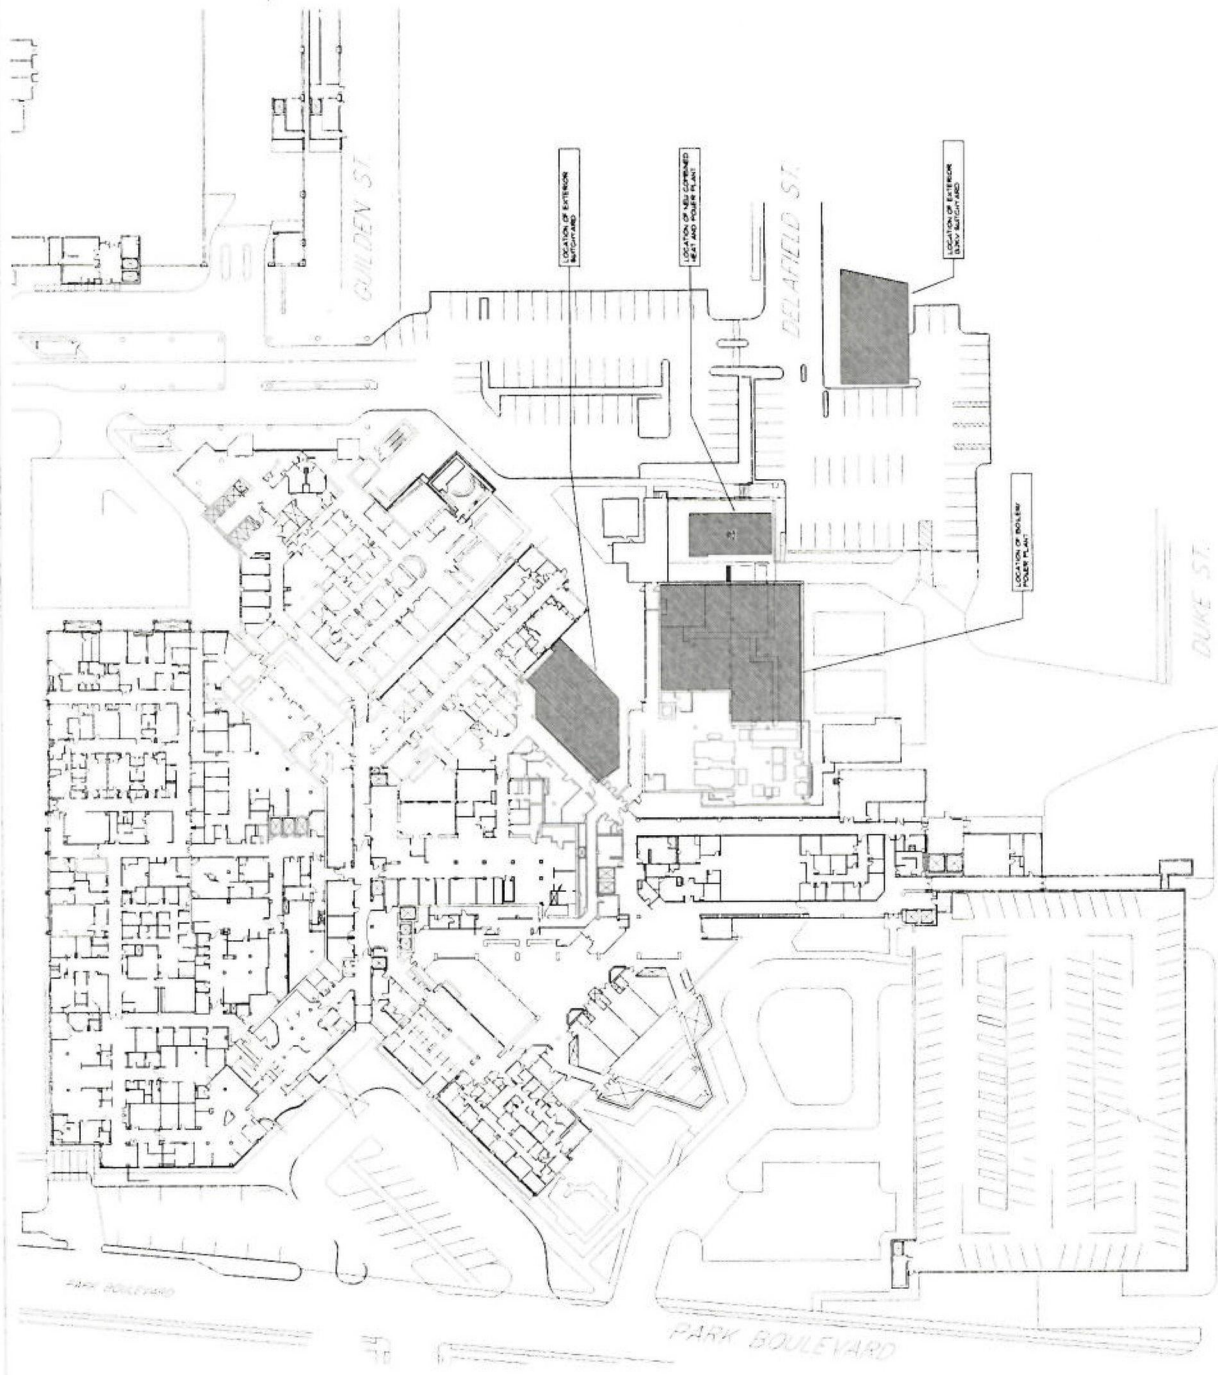 GUILDEN ST.
LOCATION OF EXTERIOR
SWITCHYARD
LOCATION OF NEW COMBINED
HEAT AND POWER PLANT
DELAFIELD ST.
LOCATION OF EXTERIOR
SWITCHYARD
LOCATION OF BOILER/
POWER PLANT
DUKE ST.
PARK BOULEVARD
PARK BOULEVARD